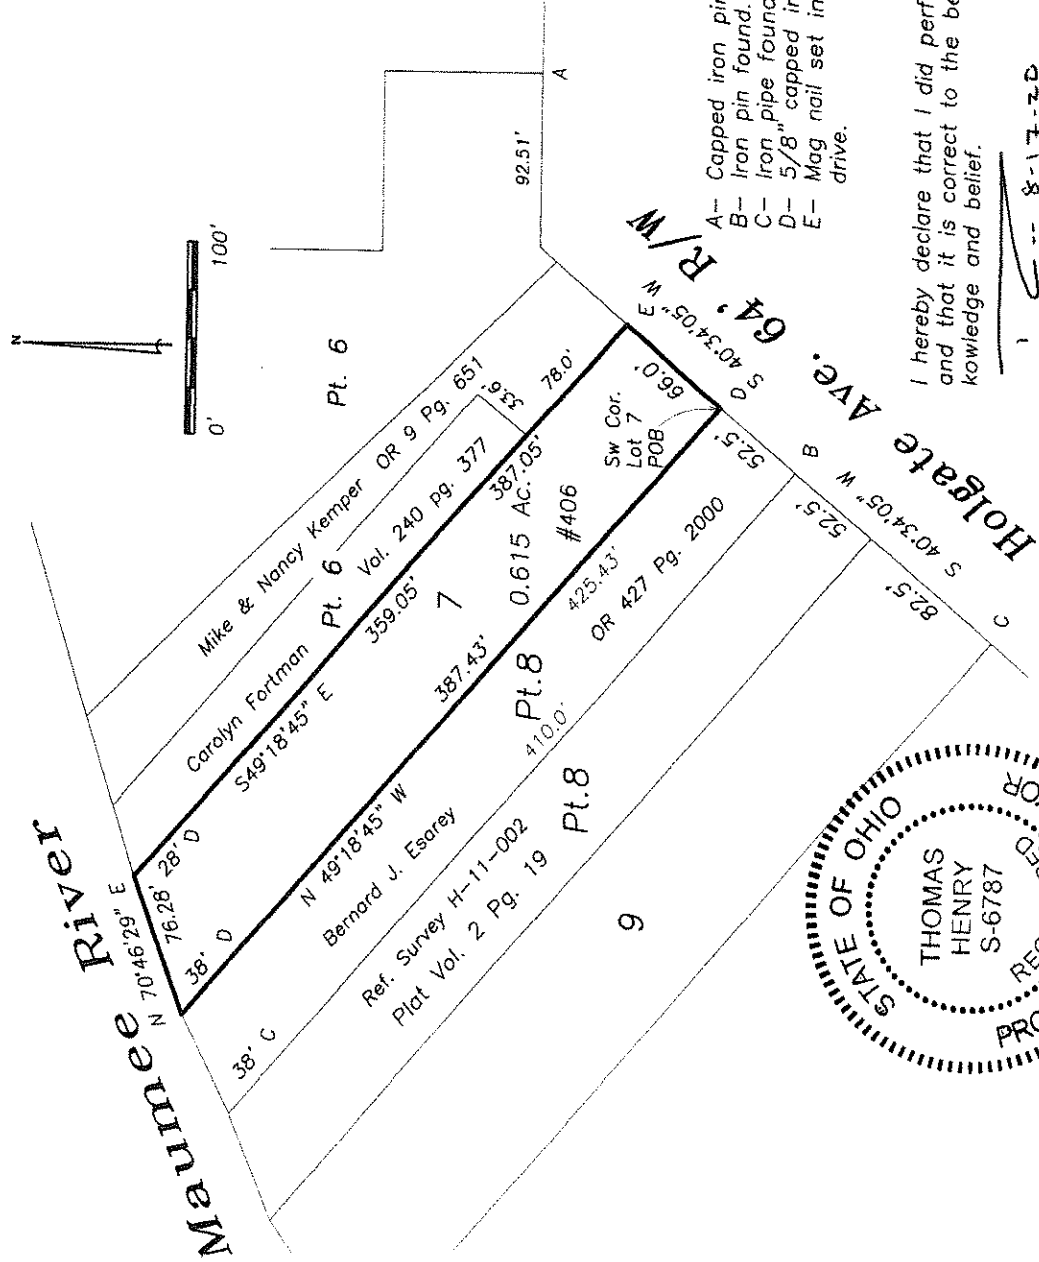 N
0'
100'
Pt. 6
92.51'
A
Maumee River
N 70°46'29" E
76.28'
28' D
38' D
38' C
Mike & Nancy Kemper OR 9 Pg. 651
33.6'
78.0'
Carolyn Fortman
Pt. 6
Vol. 240 pg. 377
S49°18'45" E
359.05'
387.05'
7
0.615 Ac.
#406
Sw Cor.
Lot 7
POB
66.0'
E
S 40°34'05" W
D
Holgate Ave. 64' R/W
N 49°18'45" W
387.43'
425.43'
Bernard J. Esarey
Pt.8
OR 427 Pg. 2000
52.5'
B
410.0'
Ref. Survey H-11-002
Plat Vol. 2 Pg. 19
Pt.8
52.5'
S 40°34'05" W
82.5'
C
9
A- Capped iron pin
B- Iron pin found.
C- Iron pipe found
D- 5/8" capped
E- Mag nail set in
drive.
I hereby declare that I did
and that it is correct to the
kowledge and belief.
8-17-20
STATE OF OHIO
THOMAS
HENRY
S-6787